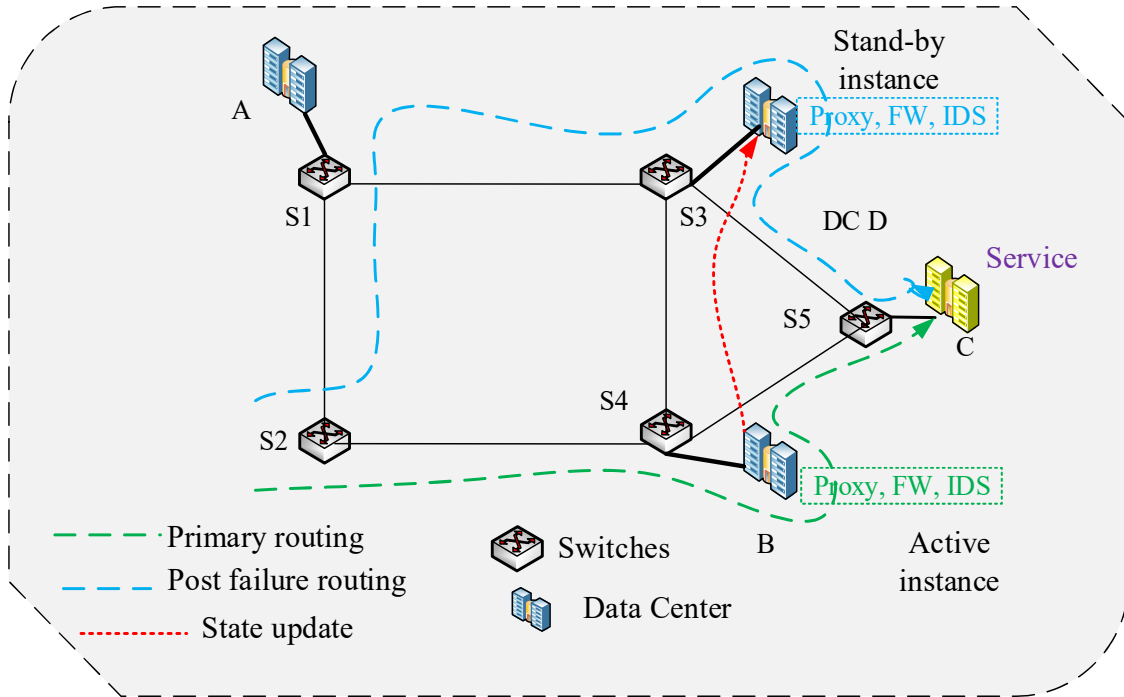 Stand-by
instance
A
Proxy, FW, IDS
S1
S3
DC D
Service
S5
C
S4
S2
Proxy, FW, IDS
Primary routing
Switches
B
Active
instance
Post failure routing
Data Center
State update